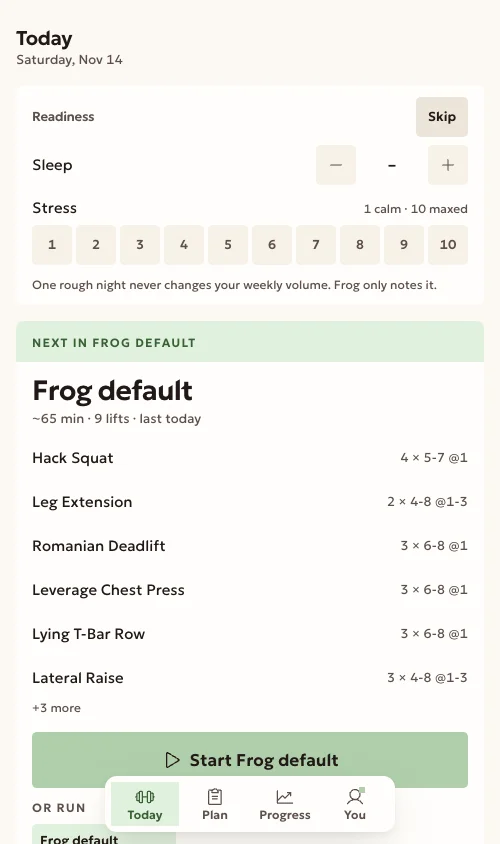 Today
Saturday, Nov 14
Readiness
Skip
Sleep
–
Stress
1 calm · 10 maxed
1 2 3 4 5 6 7 8 9 10
One rough night never changes your weekly volume. Frog only notes it.
NEXT IN FROG DEFAULT
Frog default
~65 min · 9 lifts · last today
Hack Squat 4 × 5-7 @1
Leg Extension 2 × 4-8 @1-3
Romanian Deadlift 3 × 6-8 @1
Leverage Chest Press 3 × 6-8 @1
Lying T-Bar Row 3 × 6-8 @1
Lateral Raise 3 × 4-8 @1-3
+3 more
Start Frog default
OR RUN
Frog default
Today Plan Progress You